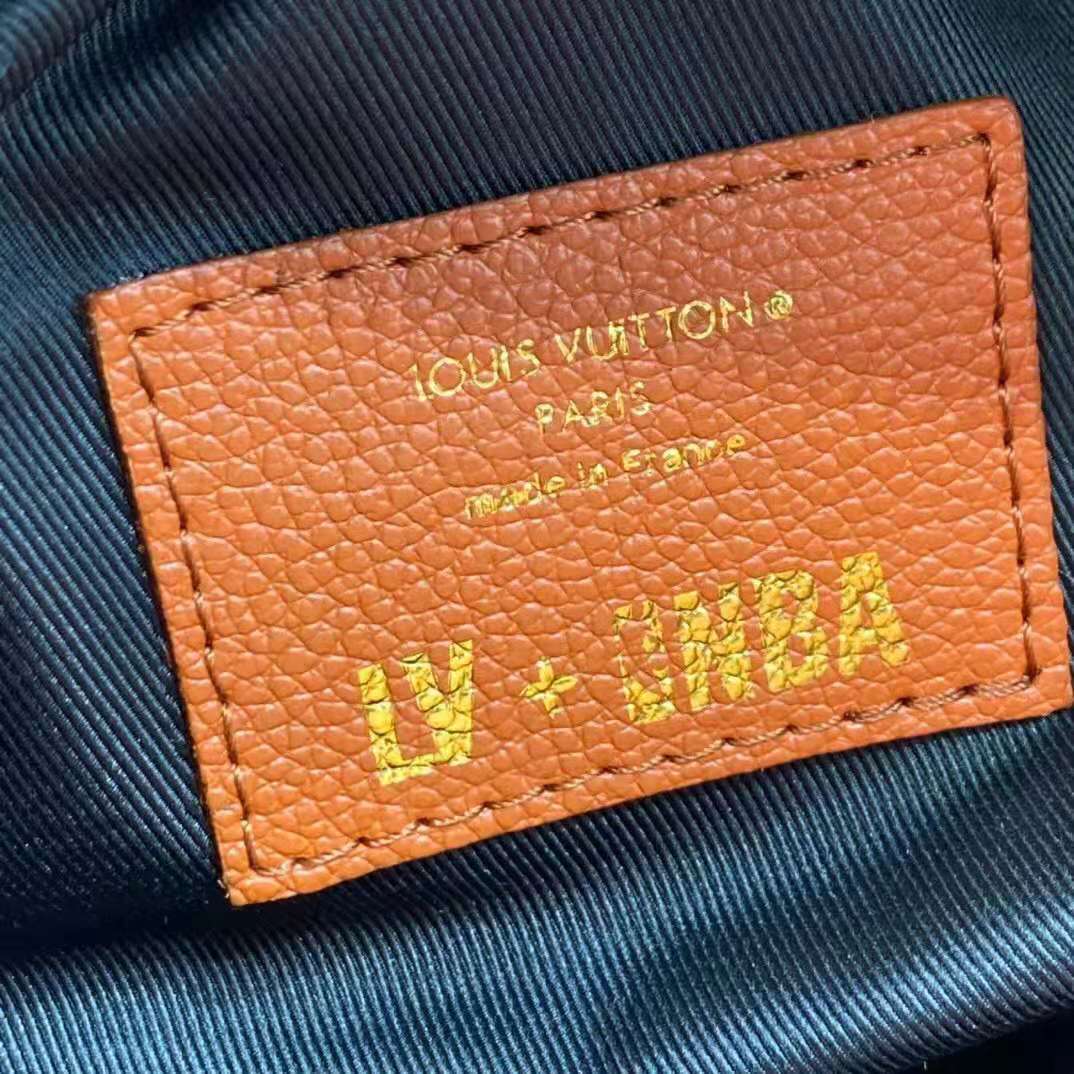 LOUIS VUITTON®
PARIS
made in France
LV + NBA